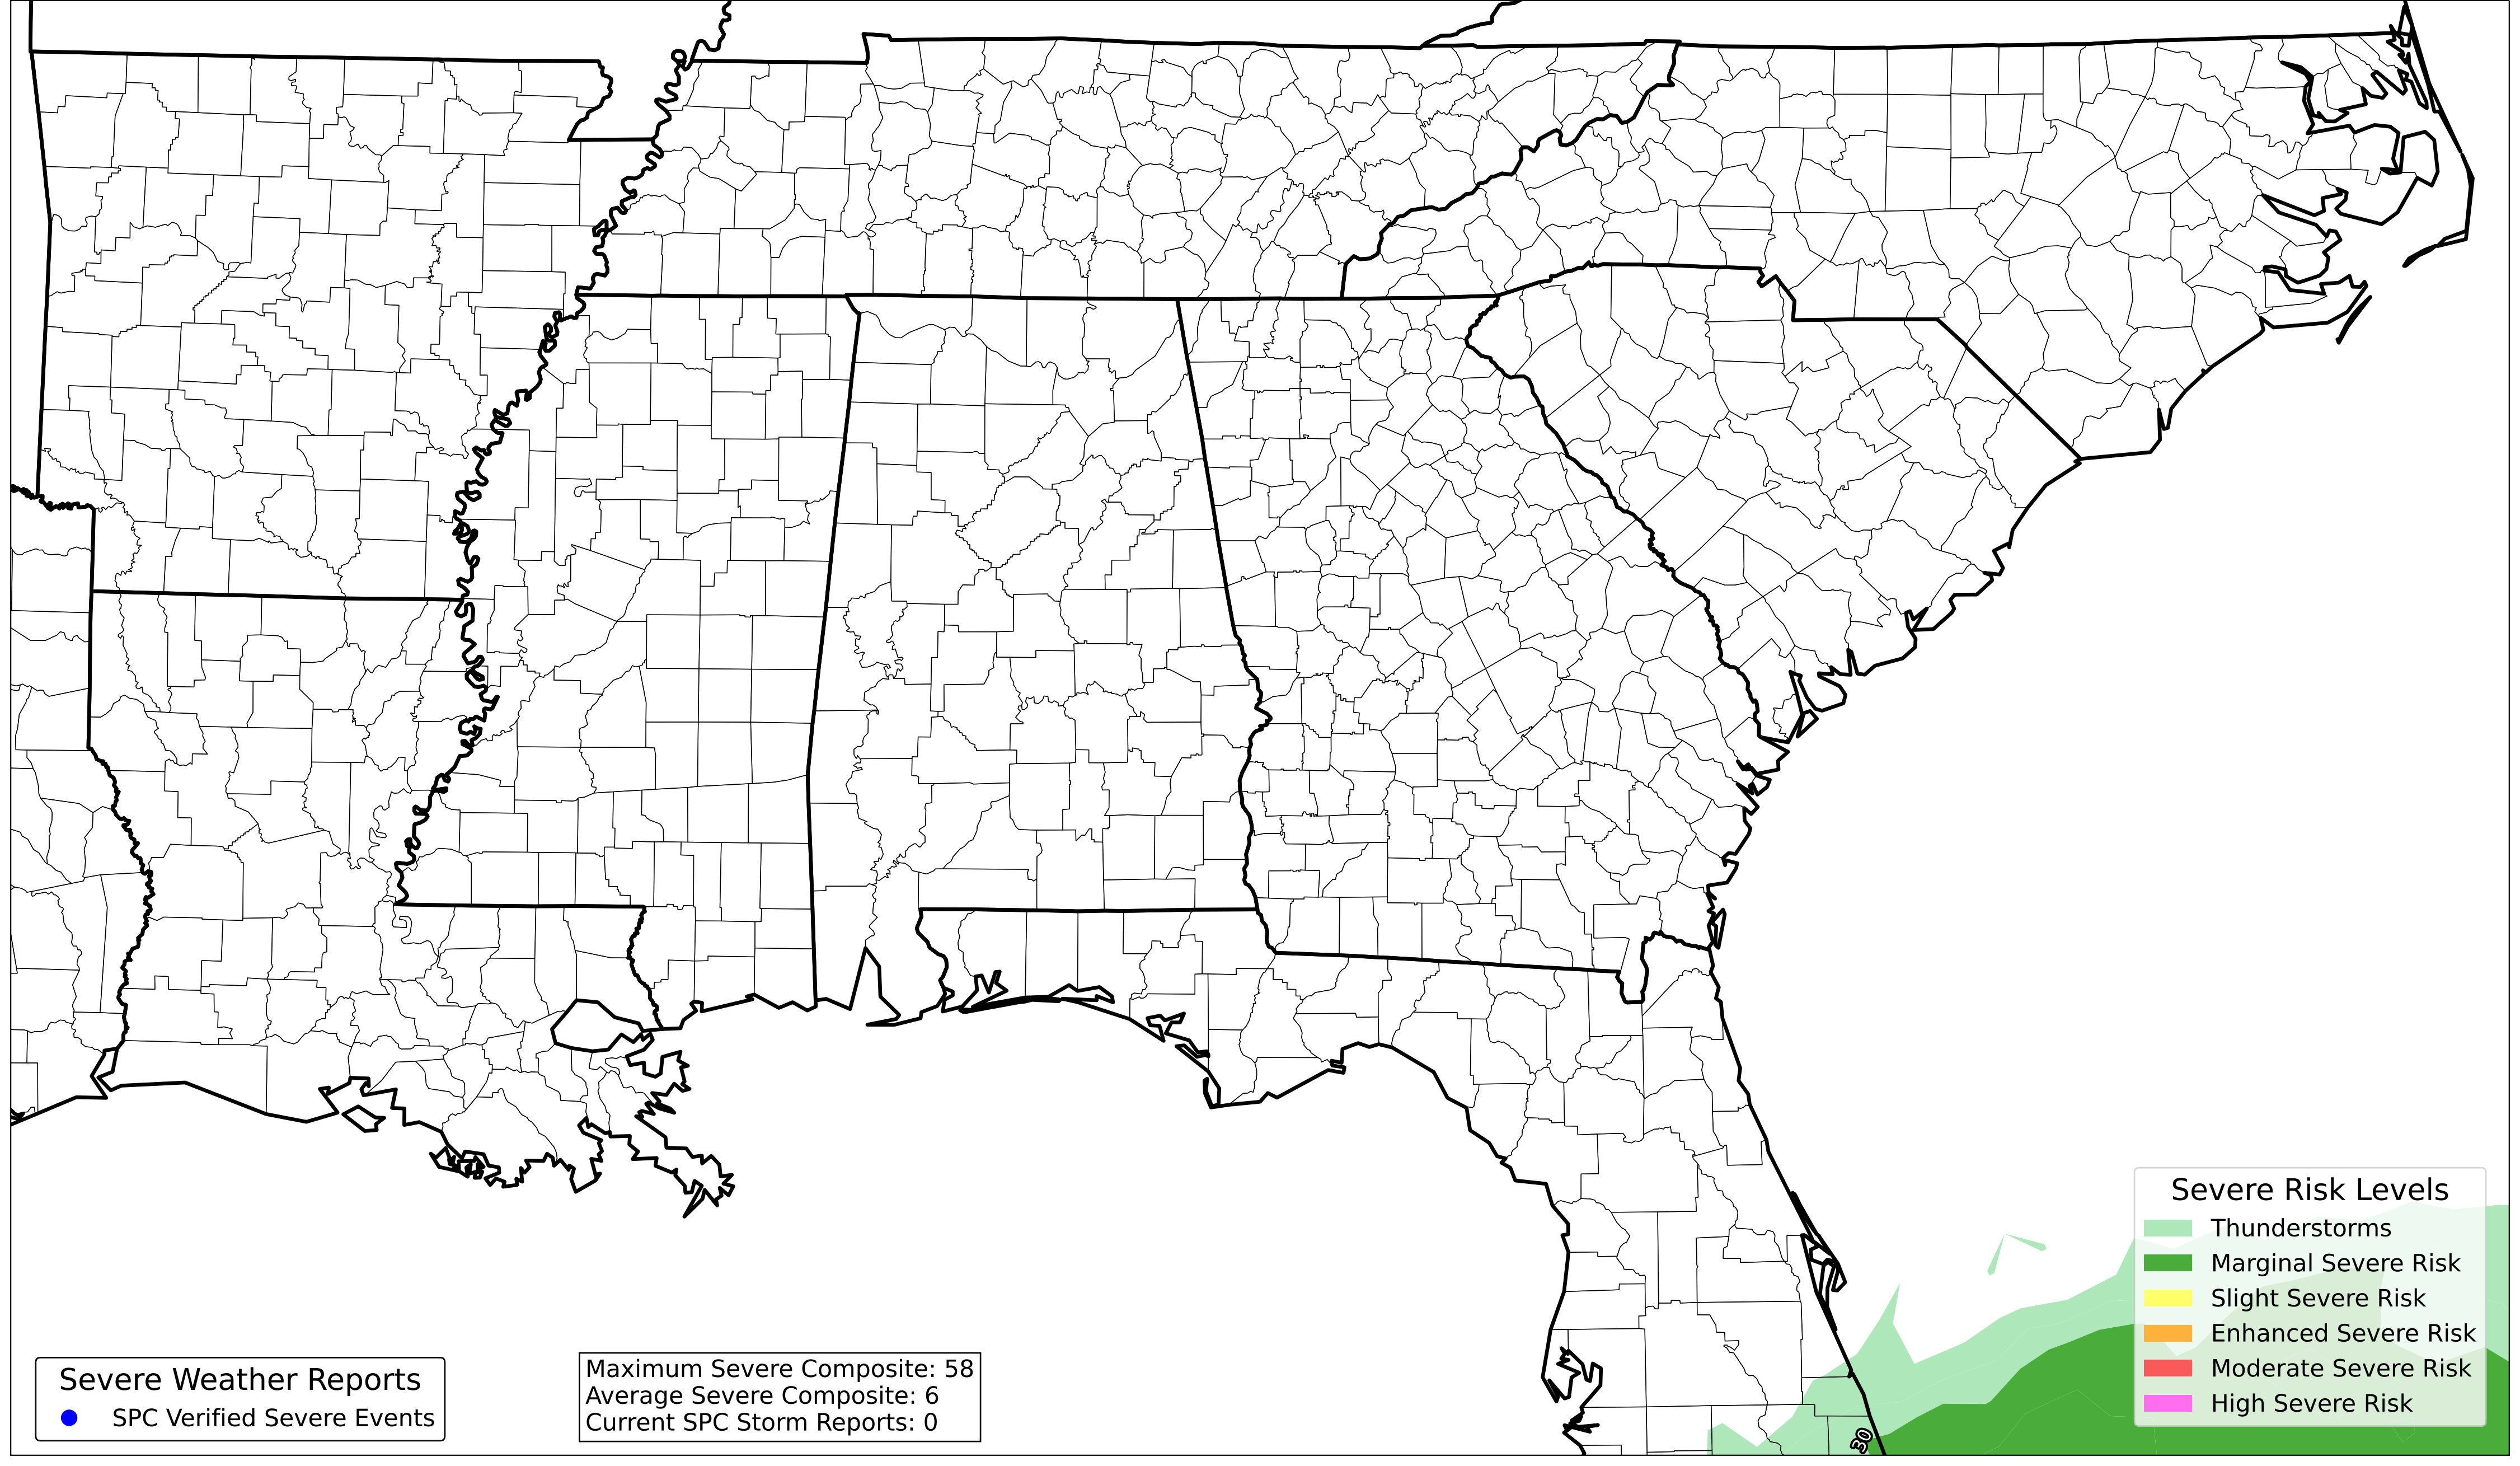 Severe Risk Levels
Thunderstorms
Marginal Severe Risk
Slight Severe Risk
Enhanced Severe Risk
Moderate Severe Risk
High Severe Risk
Severe Weather Reports
SPC Verified Severe Events
Maximum Severe Composite: 58
Average Severe Composite: 6
Current SPC Storm Reports: 0
30